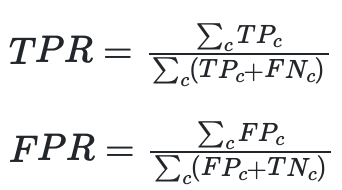 TPR = ∑_c TP_c / ∑_c(TP_c+FN_c)
FPR = ∑_c FP_c / ∑_c(FP_c+TN_c)